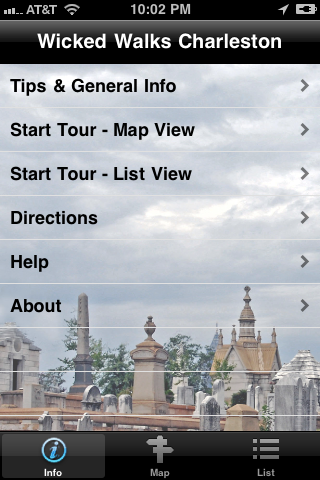 AT&T 10:02 PM
Wicked Walks Charleston
Tips & General Info
Start Tour - Map View
Start Tour - List View
Directions
Help
About
Info Map List